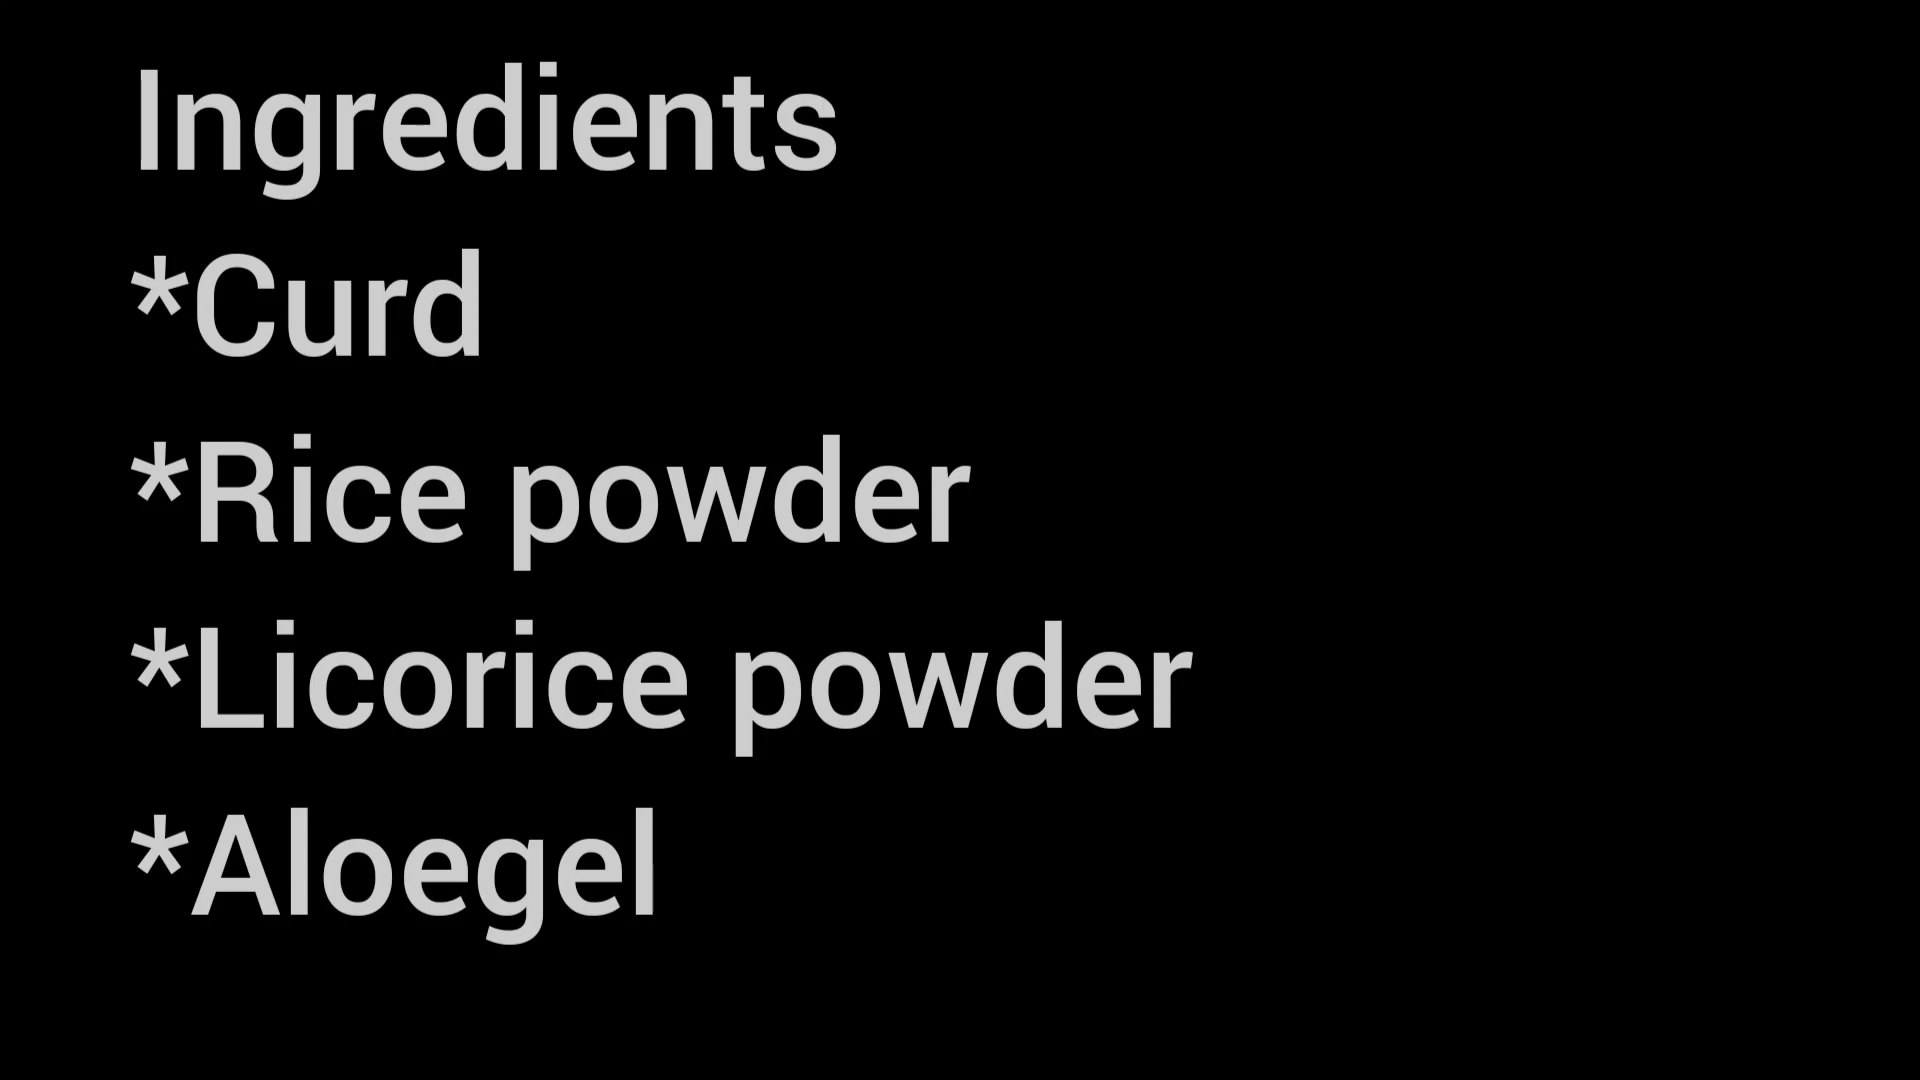 Ingredients
*Curd
*Rice powder
*Licorice powder
*Aloegel